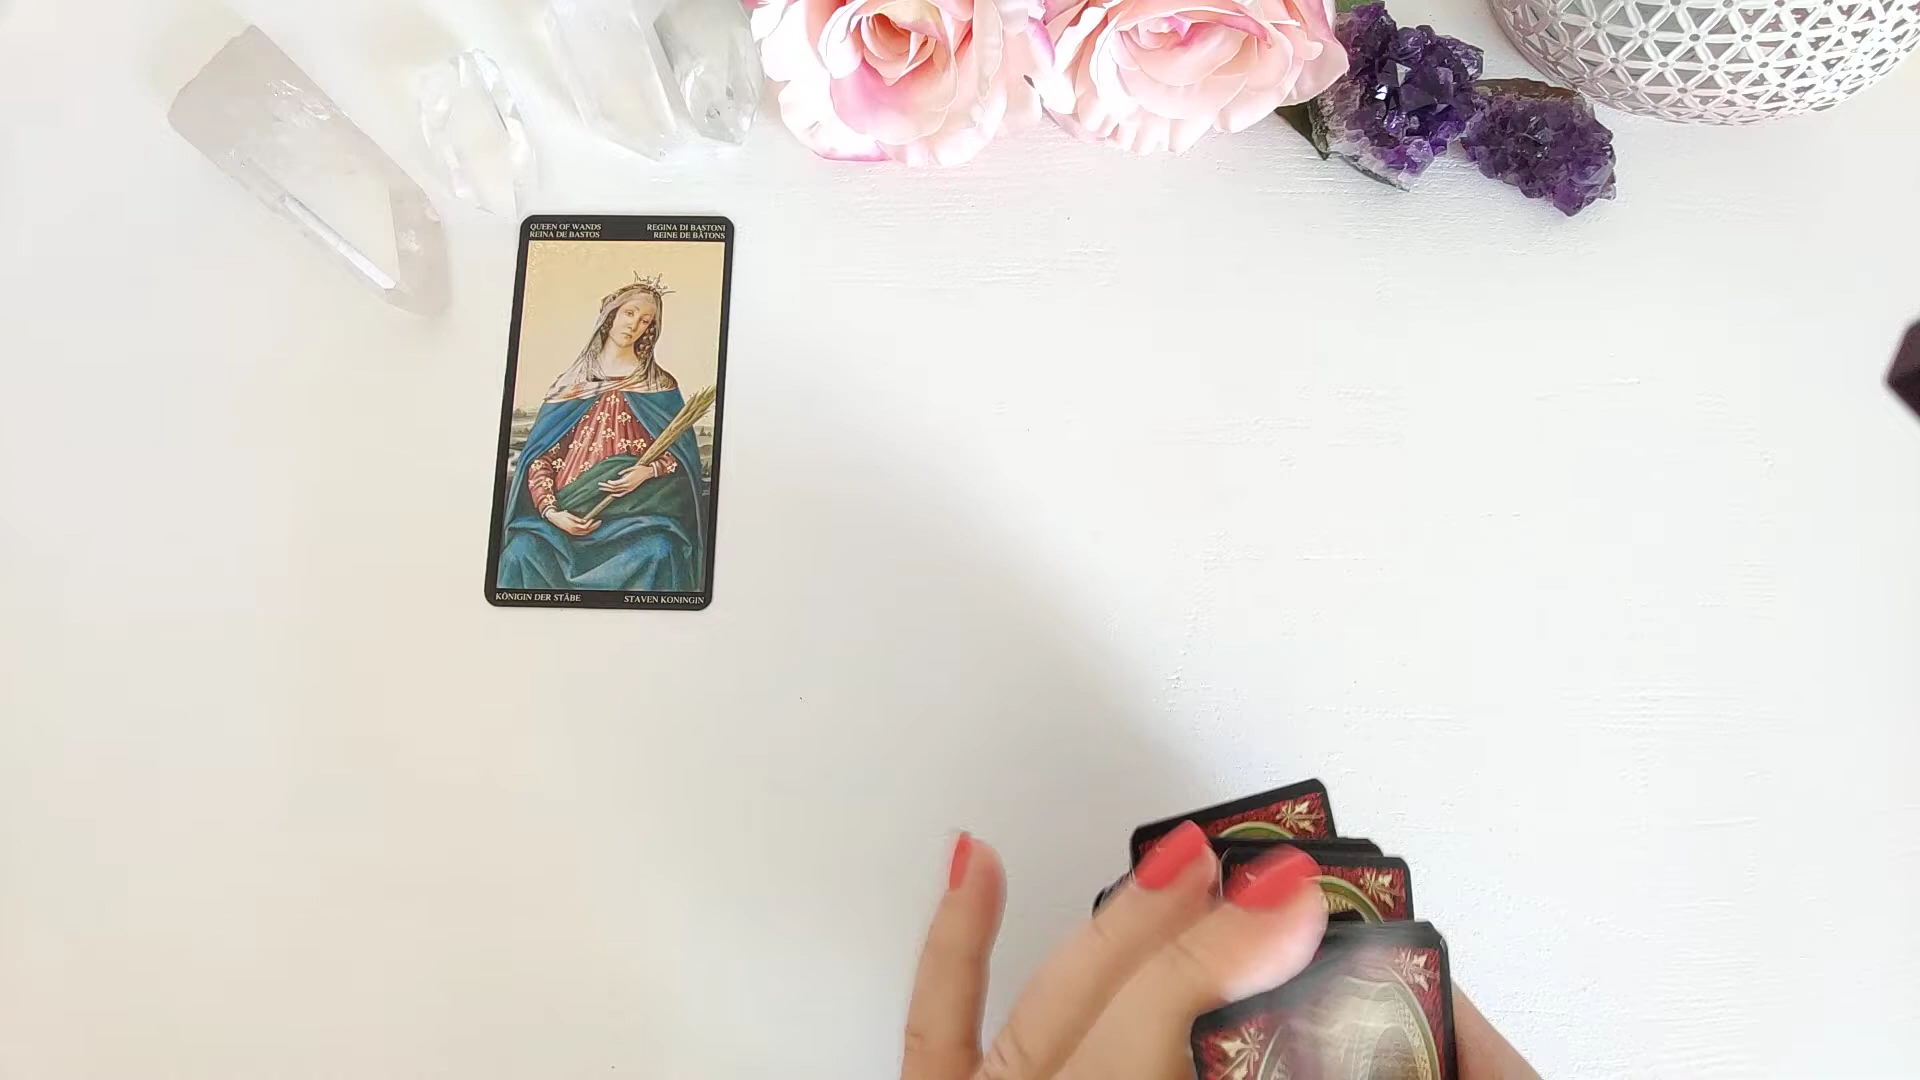 QUEEN OF WANDS
REINA DE BASTOS
REGINA DI BASTONI
REINE DE BÂTONS
KÖNIGIN DER STÄBE
STAVEN KONINGIN